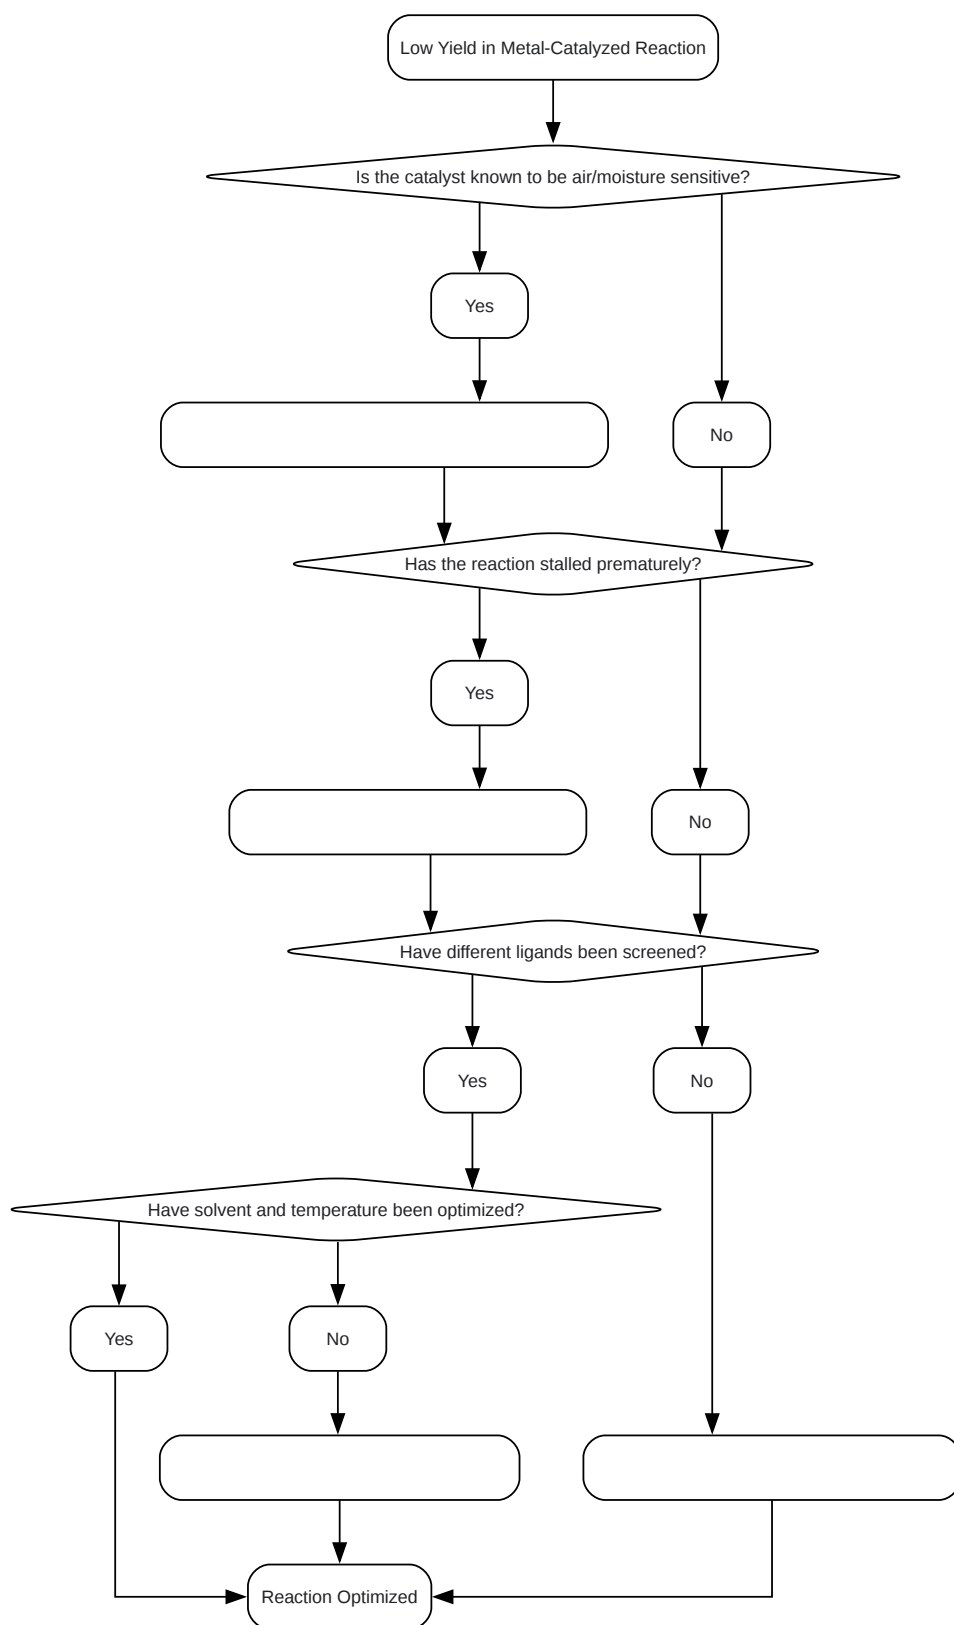 Low Yield in Metal-Catalyzed Reaction
Is the catalyst known to be air/moisture sensitive?
Yes
No
Has the reaction stalled prematurely?
Yes
No
Have different ligands been screened?
Yes
No
Have solvent and temperature been optimized?
Yes
No
Reaction Optimized